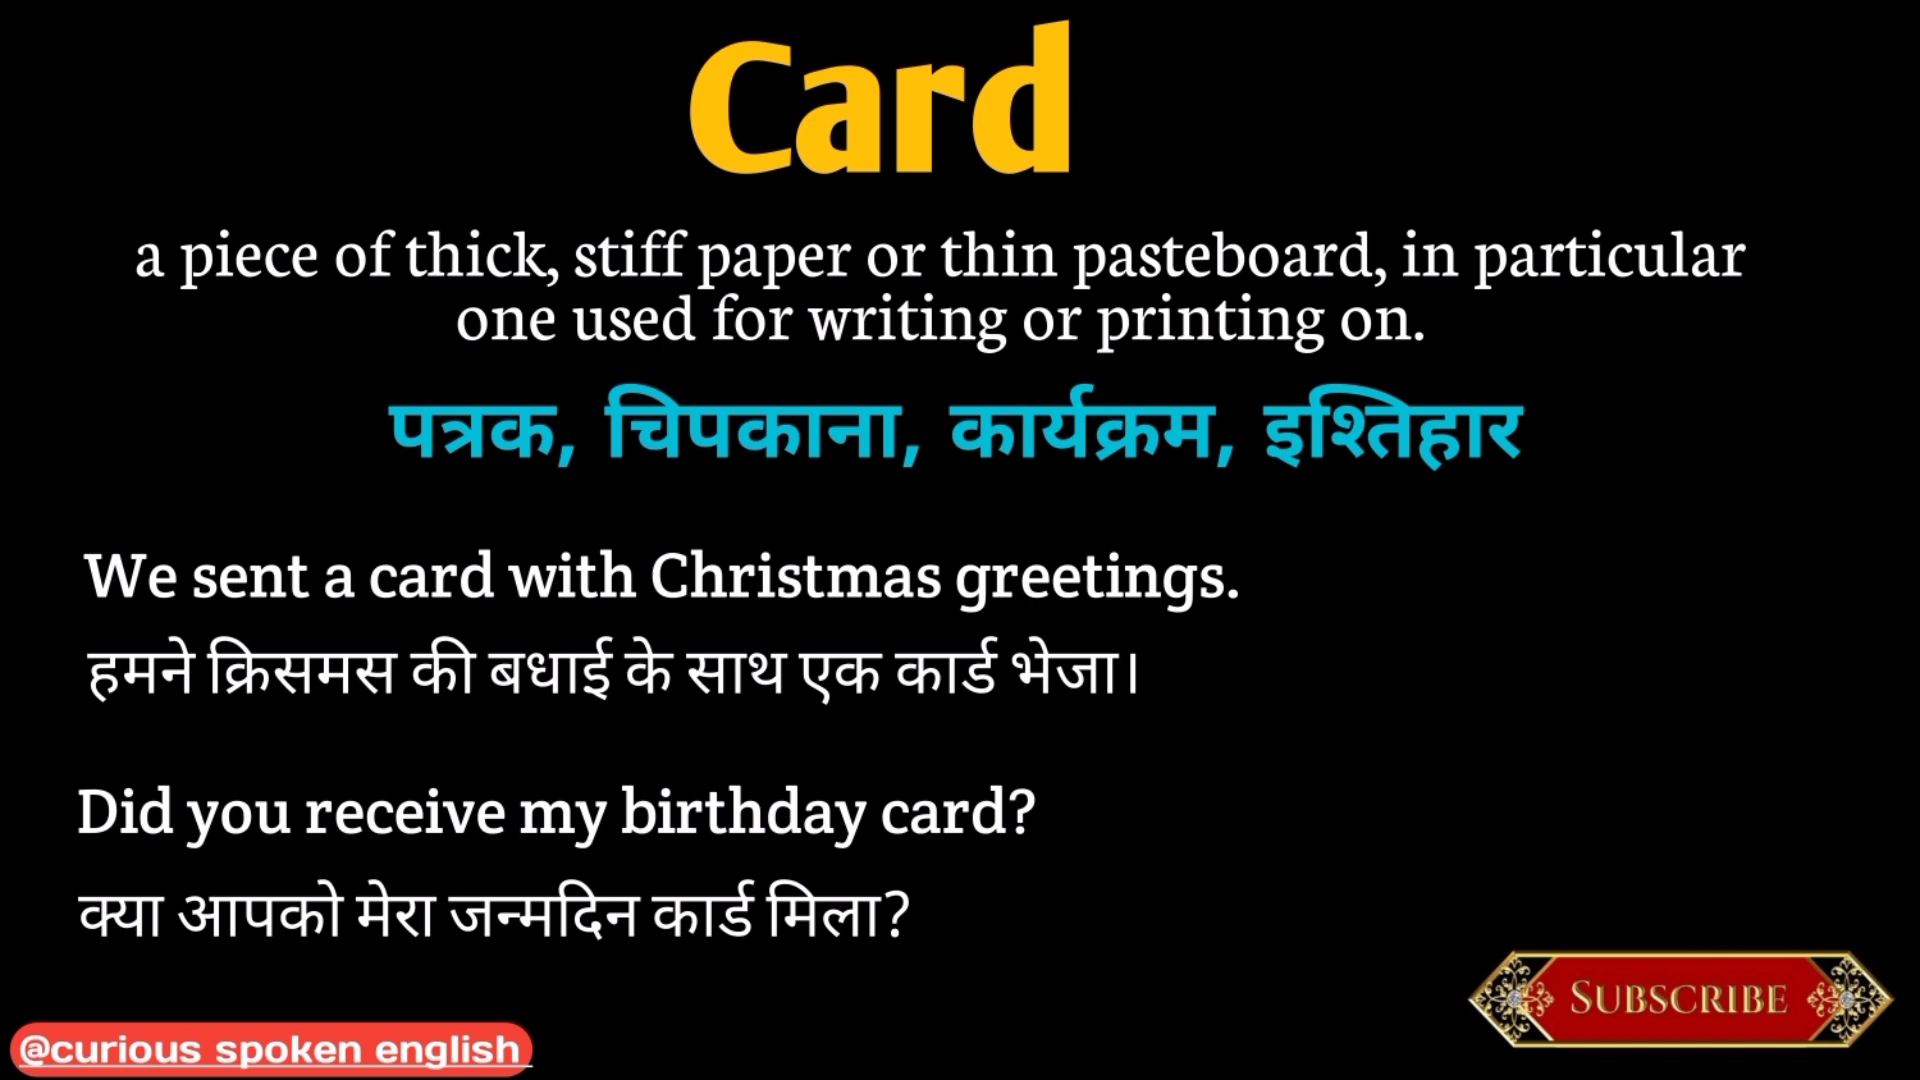 Card
a piece of thick, stiff paper or thin pasteboard, in particular
one used for writing or printing on.
पत्रक, चिपकाना, कार्यक्रम, इश्तिहार
We sent a card with Christmas greetings.
हमने क्रिसमस की बधाई के साथ एक कार्ड भेजा।
Did you receive my birthday card?
क्या आपको मेरा जन्मदिन कार्ड मिला?
SUBSCRIBE
@curious spoken english